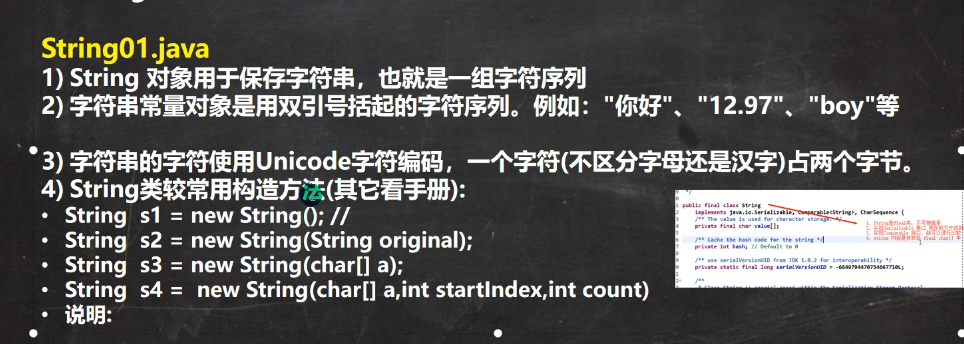 String01.java
1) String 对象用于保存字符串，也就是一组字符序列
2) 字符串常量对象是用双引号括起的字符序列。例如："你好"、"12.97"、"boy"等
3) 字符串的字符使用Unicode字符编码，一个字符(不区分字母还是汉字)占两个字节。
4) String类较常用构造方法(其它看手册):
• String s1 = new String(); //
• String s2 = new String(String original);
• String s3 = new String(char[] a);
• String s4 = new String(char[] a,int startIndex,int count)
• 说明:
*/
public final class String
implements java.io.Serializable, Comparable<String>, CharSequence {
/** The value is used for character storage. */
private final char value[];
/** Cache the hash code for the string */
private int hash; // Default to 0
/** use serialVersionUID from JDK 1.0.2 for interoperability */
private static final long serialVersionUID = -6849794470754667710L;
/**